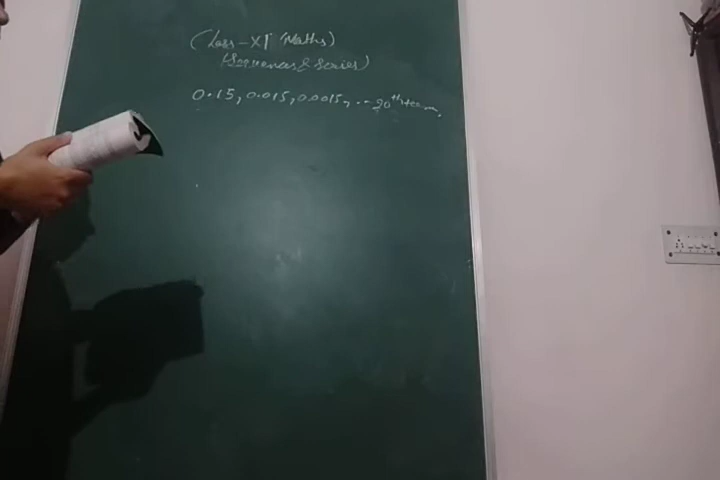 (Class-XI Maths)
(Sequences & Series)
0.15, 0.015, 0.0015, ... 20th term.